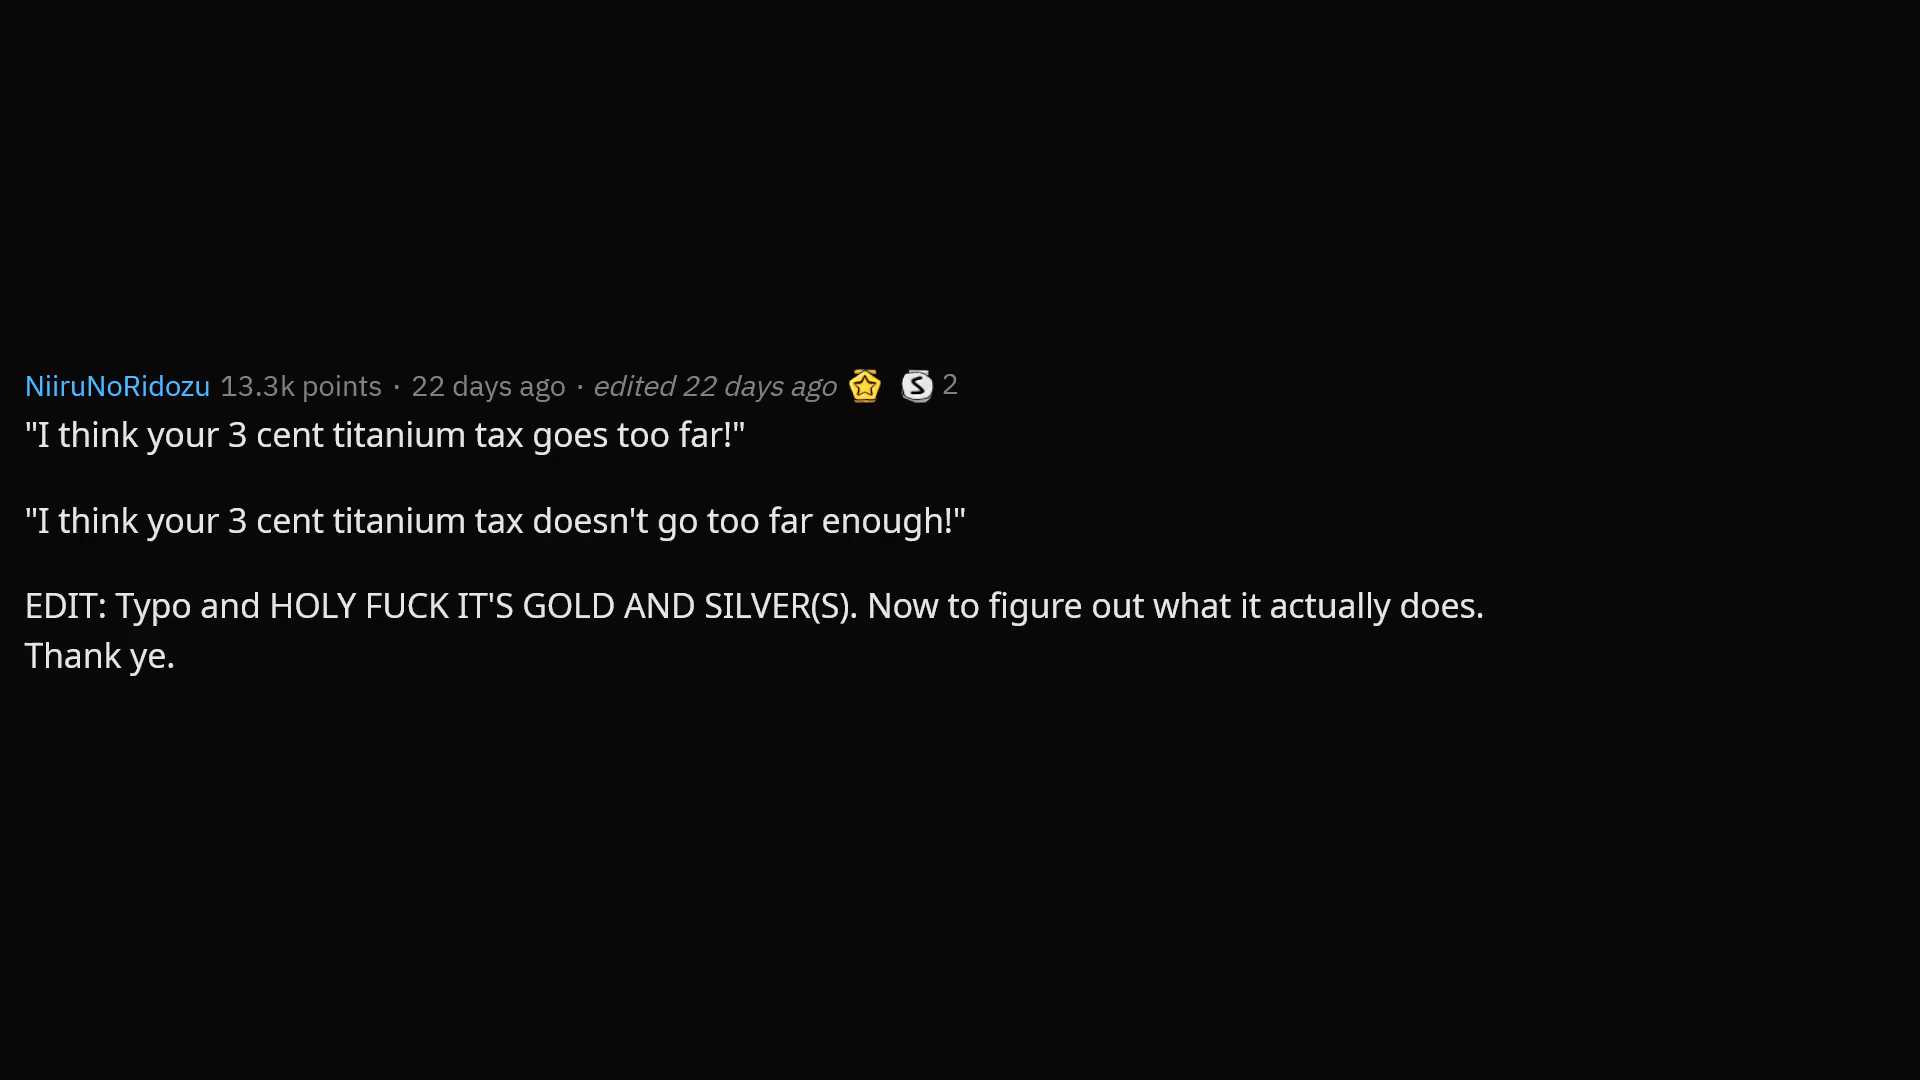 NiiruNoRidozu 13.3k points · 22 days ago · edited 22 days ago S 2
"I think your 3 cent titanium tax goes too far!"
"I think your 3 cent titanium tax doesn't go too far enough!"
EDIT: Typo and HOLY FUCK IT'S GOLD AND SILVER(S). Now to figure out what it actually does.
Thank ye.